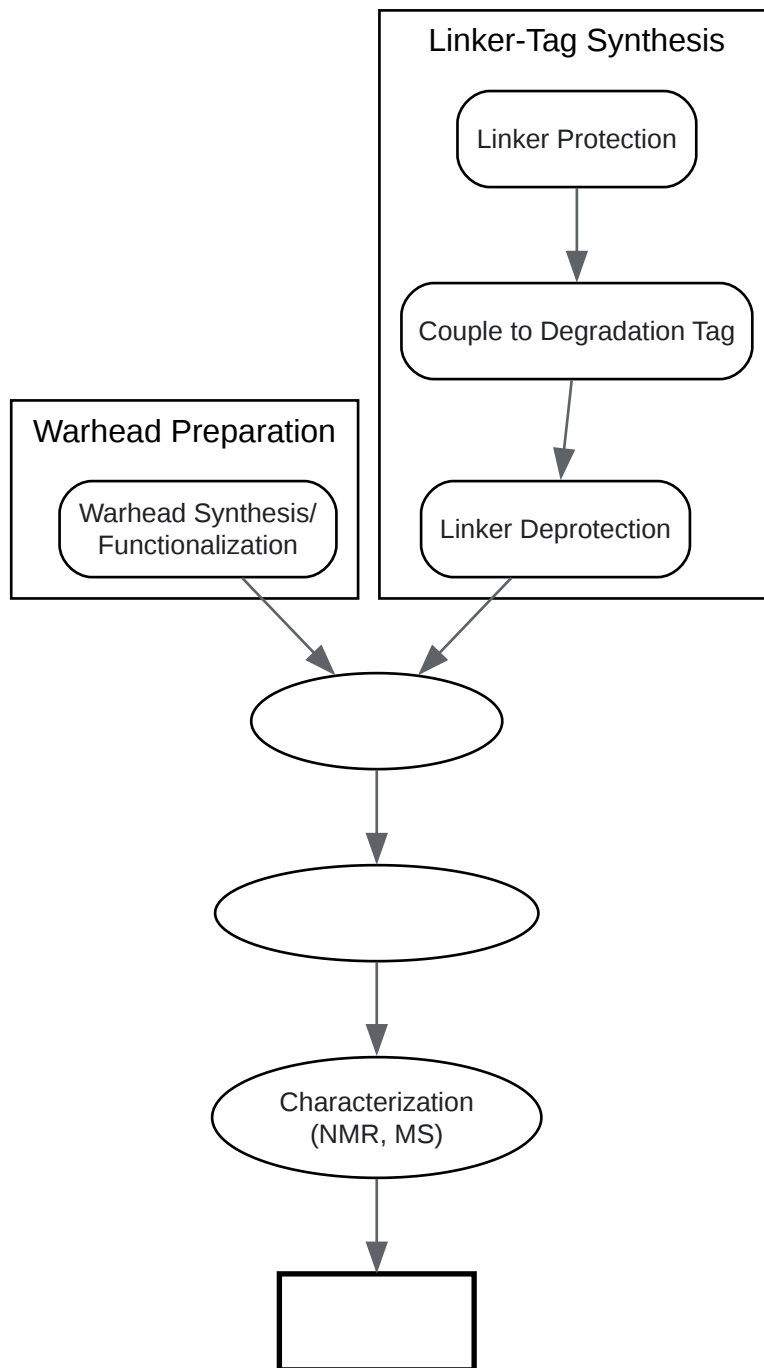 Linker-Tag Synthesis
Linker Protection
Couple to Degradation Tag
Warhead Preparation
Warhead Synthesis/
Functionalization
Linker Deprotection
Characterization
(NMR, MS)